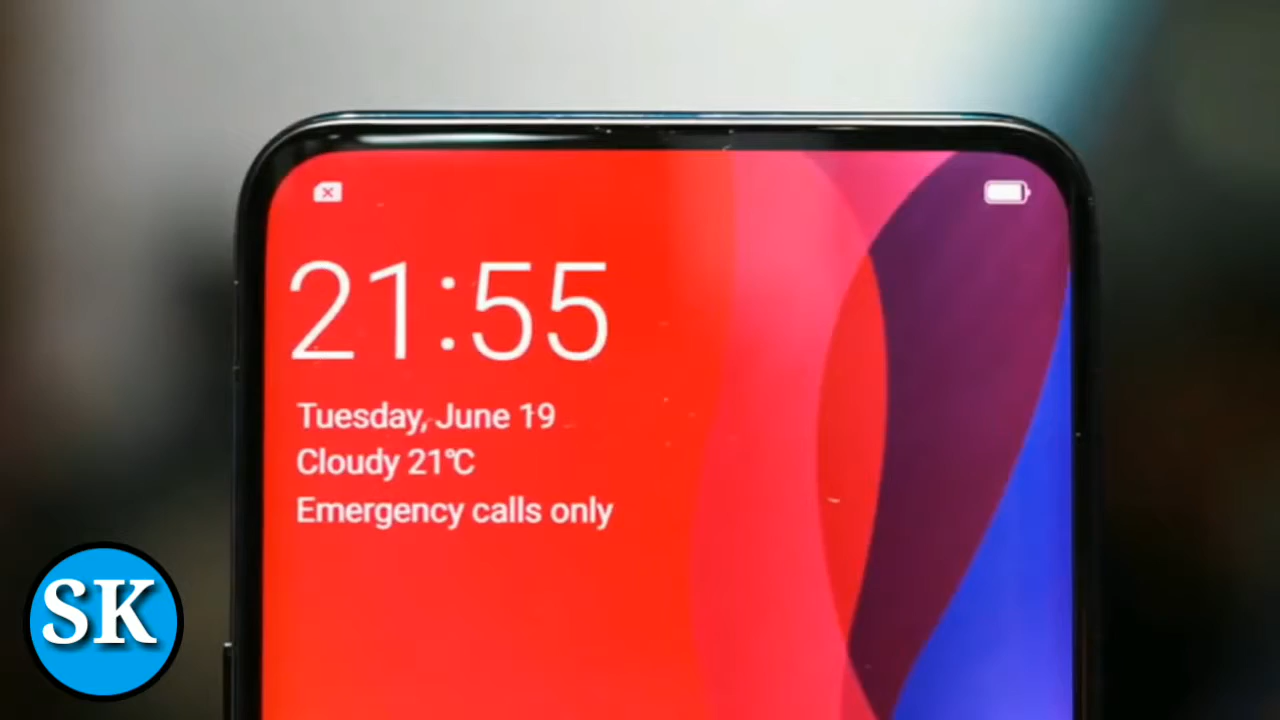 21:55
Tuesday, June 19
Cloudy 21℃
Emergency calls only
SK